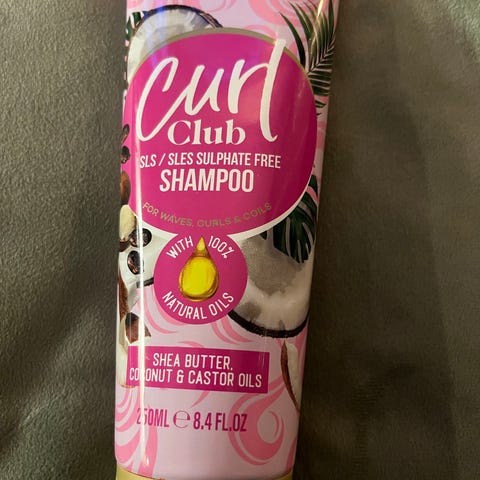 Curl
Club
SLS / SLES SULPHATE FREE
SHAMPOO
FOR WAVES, CURLS & COILS
WITH 100%
NATURAL OILS
SHEA BUTTER,
COCONUT & CASTOR OILS
250ML e 8.4 FL.OZ